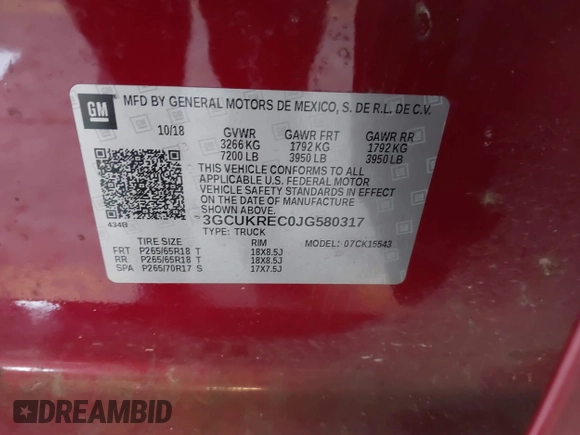 GM MFD BY GENERAL MOTORS DE MEXICO, S. DE R.L. DE C.V.
10/18 GVWR GAWR FRT GAWR RR
3266 KG 1792 KG 1792 KG
7200 LB 3950 LB 3950 LB
THIS VEHICLE CONFORMS TO ALL
APPLICABLE U.S. FEDERAL MOTOR
VEHICLE SAFETY STANDARDS IN EFFECT
ON THE DATE OF MANUFACTURE
SHOWN ABOVE.
434B 3GCUKREC0JG580317
TYPE: TRUCK
TIRE SIZE RIM MODEL: 07CK15543
FRT P265/65R18 T 18X8.5J
RR P265/65R18 T 18X8.5J
SPA P265/70R17 S 17X7.5J
DREAMBID